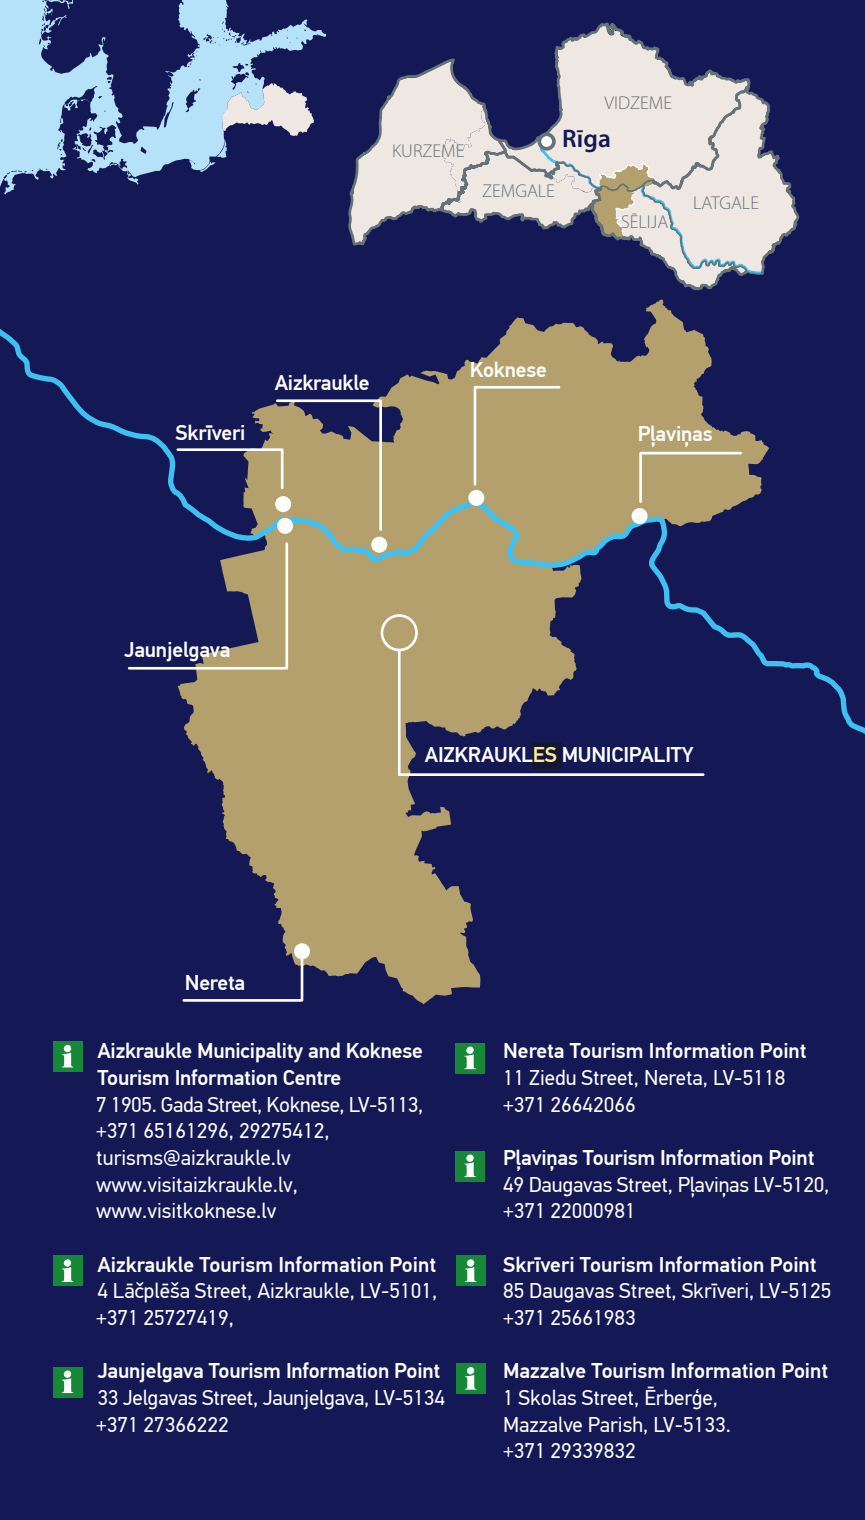 VIDZEME
Rīga
KURZEME
ZEMGALE
LATGALE
SĒLIJA
Koknese
Aizkraukle
Skrīveri
Pļaviņas
Jaunjelgava
AIZKRAUKLES MUNICIPALITY
Nereta
Aizkraukle Municipality and Koknese
Tourism Information Centre
7 1905. Gada Street, Koknese, LV-5113,
+371 65161296, 29275412,
turisms@aizkraukle.lv
www.visitaizkraukle.lv,
www.visitkoknese.lv
Aizkraukle Tourism Information Point
4 Lāčplēša Street, Aizkraukle, LV-5101,
+371 25727419,
Jaunjelgava Tourism Information Point
33 Jelgavas Street, Jaunjelgava, LV-5134
+371 27366222
Nereta Tourism Information Point
11 Ziedu Street, Nereta, LV-5118
+371 26642066
Pļaviņas Tourism Information Point
49 Daugavas Street, Pļaviņas LV-5120,
+371 22000981
Skrīveri Tourism Information Point
85 Daugavas Street, Skrīveri, LV-5125
+371 25661983
Mazzalve Tourism Information Point
1 Skolas Street, Ērberģe,
Mazzalve Parish, LV-5133.
+371 29339832